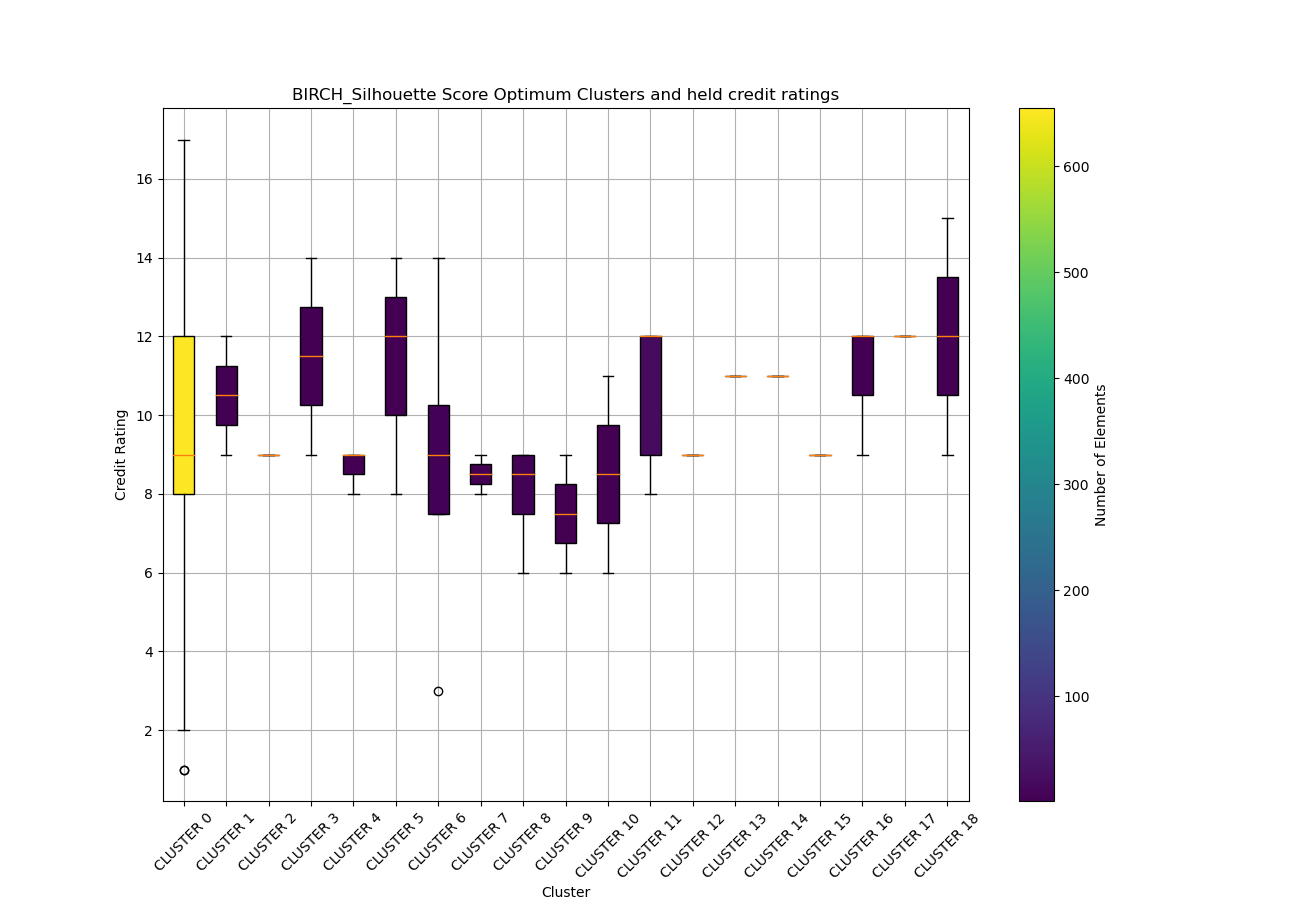 BIRCH_Silhouette Score Optimum Clusters and held credit ratings
16
14
12
10
8
6
4
2
Credit Rating
CLUSTER 0
CLUSTER 1
CLUSTER 2
CLUSTER 3
CLUSTER 4
CLUSTER 5
CLUSTER 6
CLUSTER 7
CLUSTER 8
CLUSTER 9
CLUSTER 10
CLUSTER 11
CLUSTER 12
CLUSTER 13
CLUSTER 14
CLUSTER 15
CLUSTER 16
CLUSTER 17
CLUSTER 18
Cluster
600
500
400
300
200
100
Number of Elements